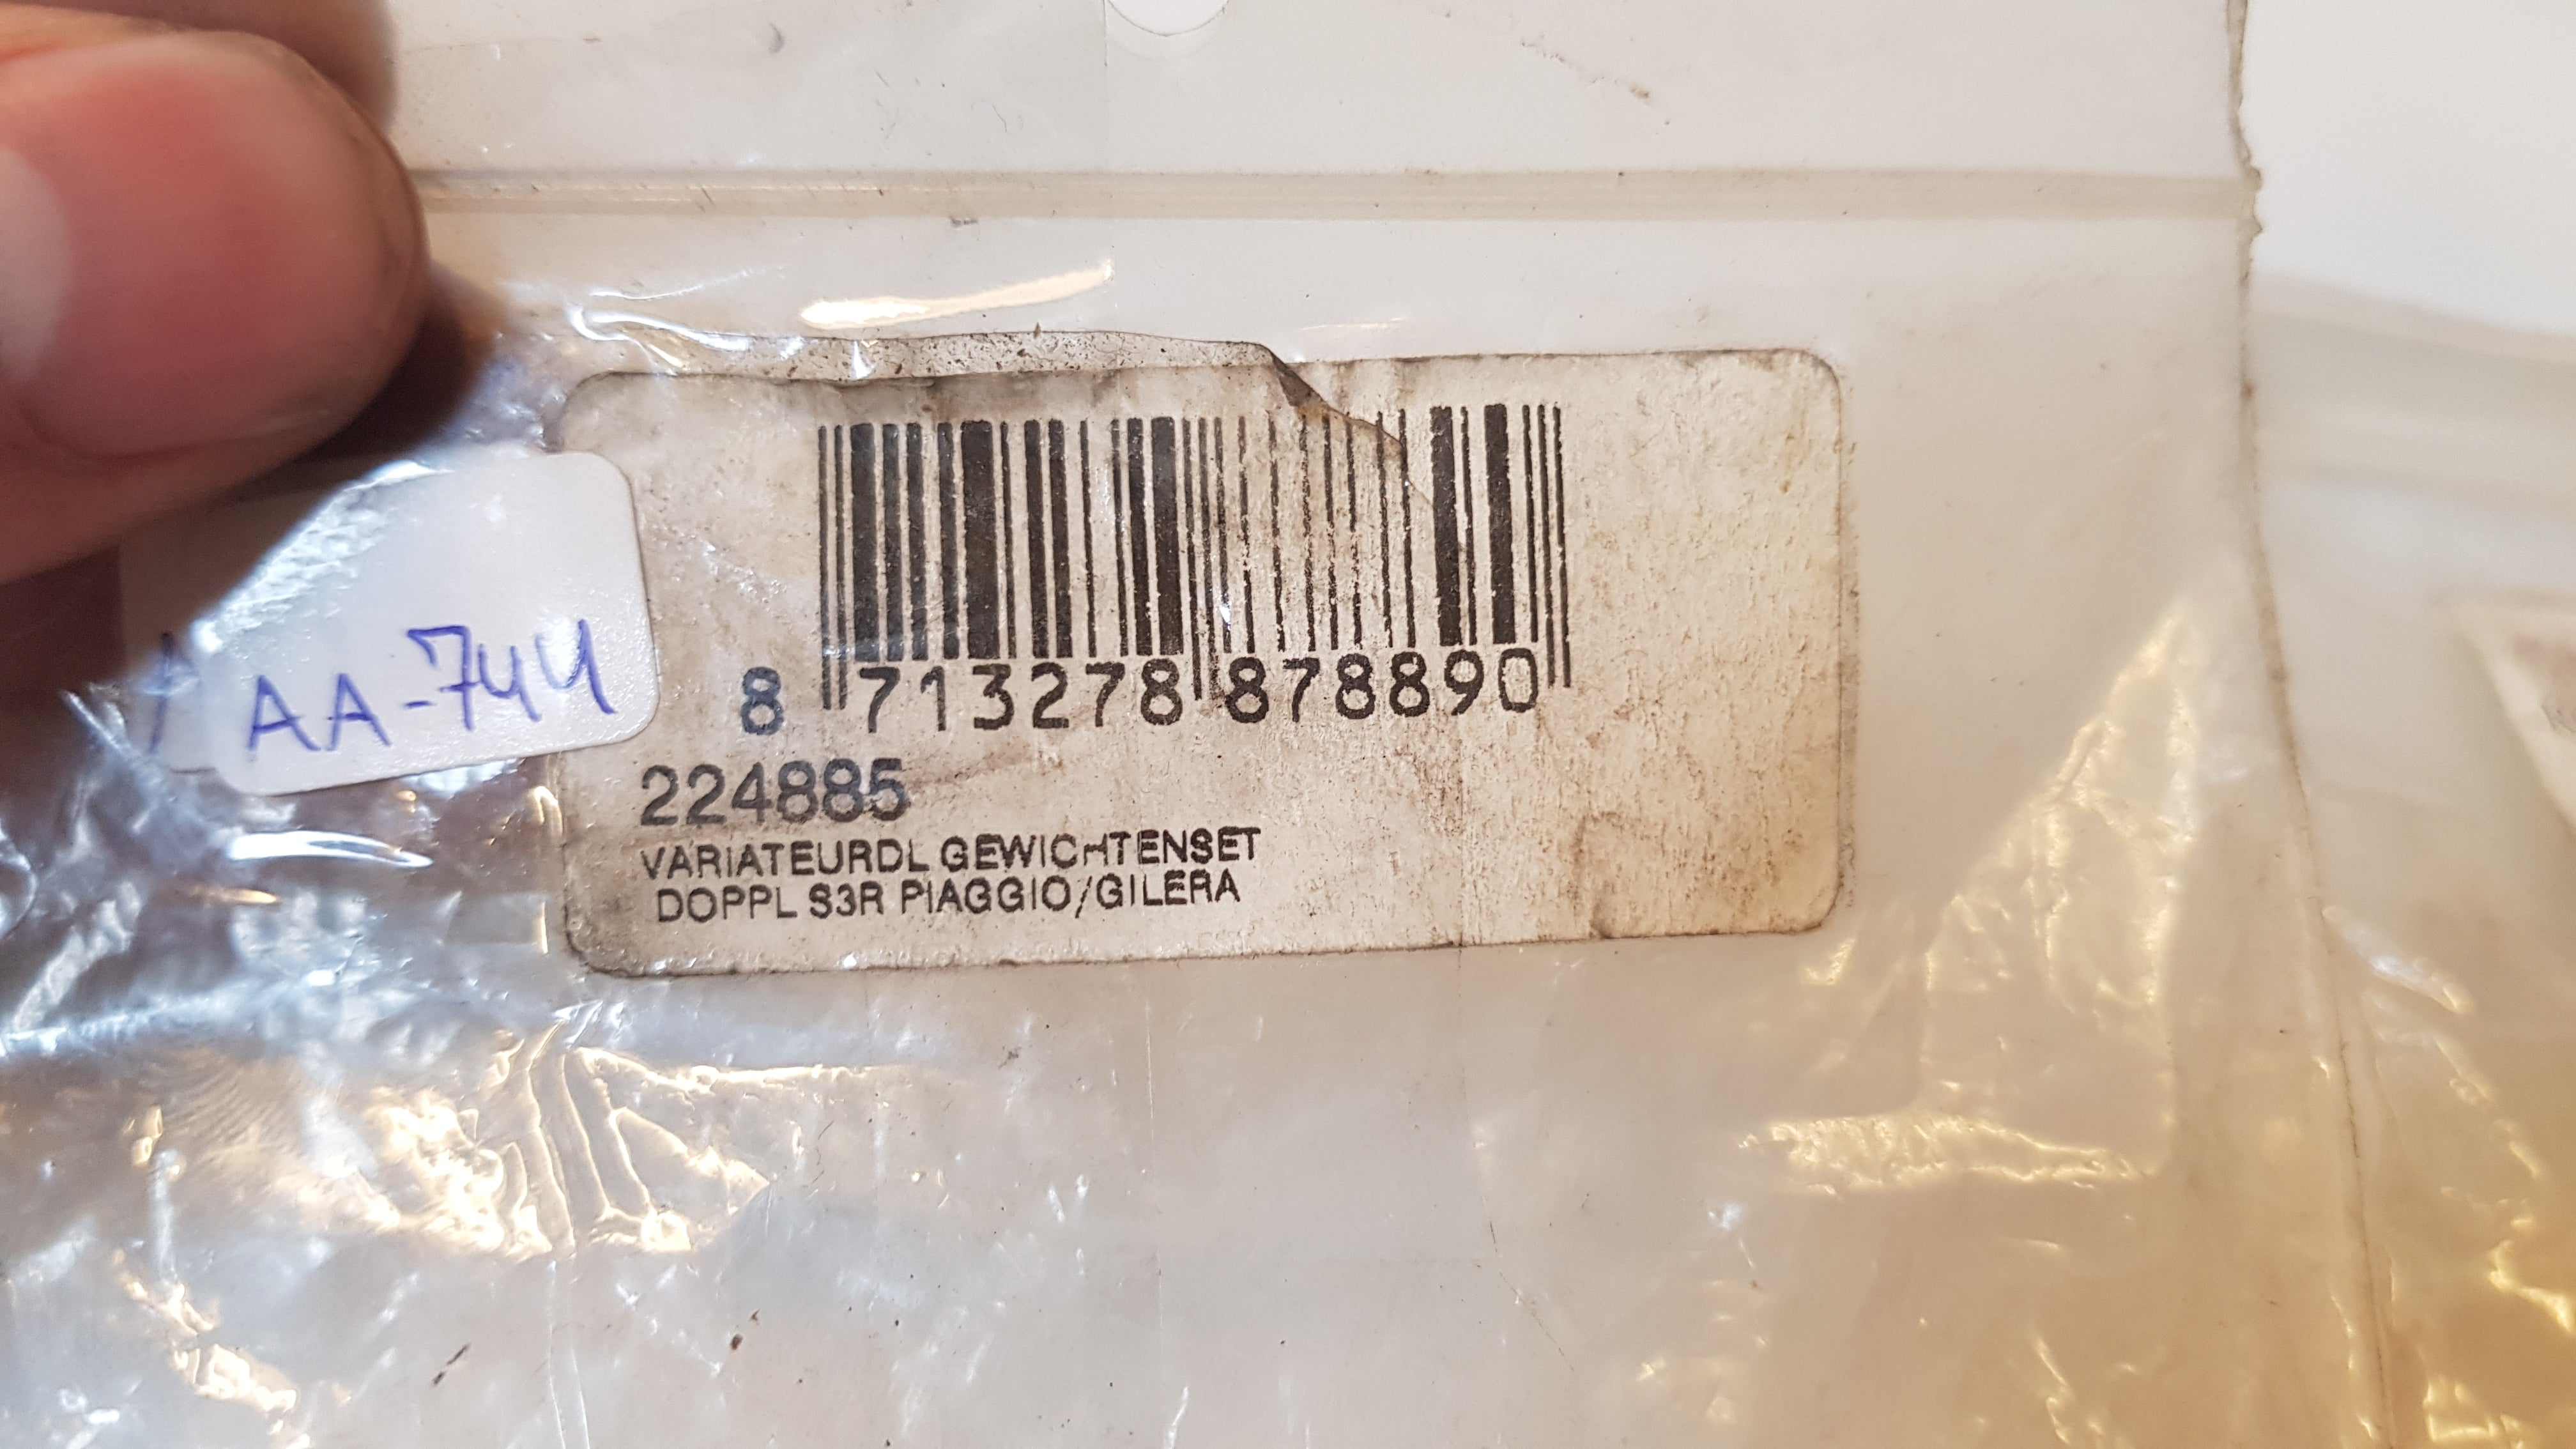 8 713278 878890
AA-744
224885
VARIATEURDL GEWICHTENSET
DOPPL S3R PIAGGIO/GILERA